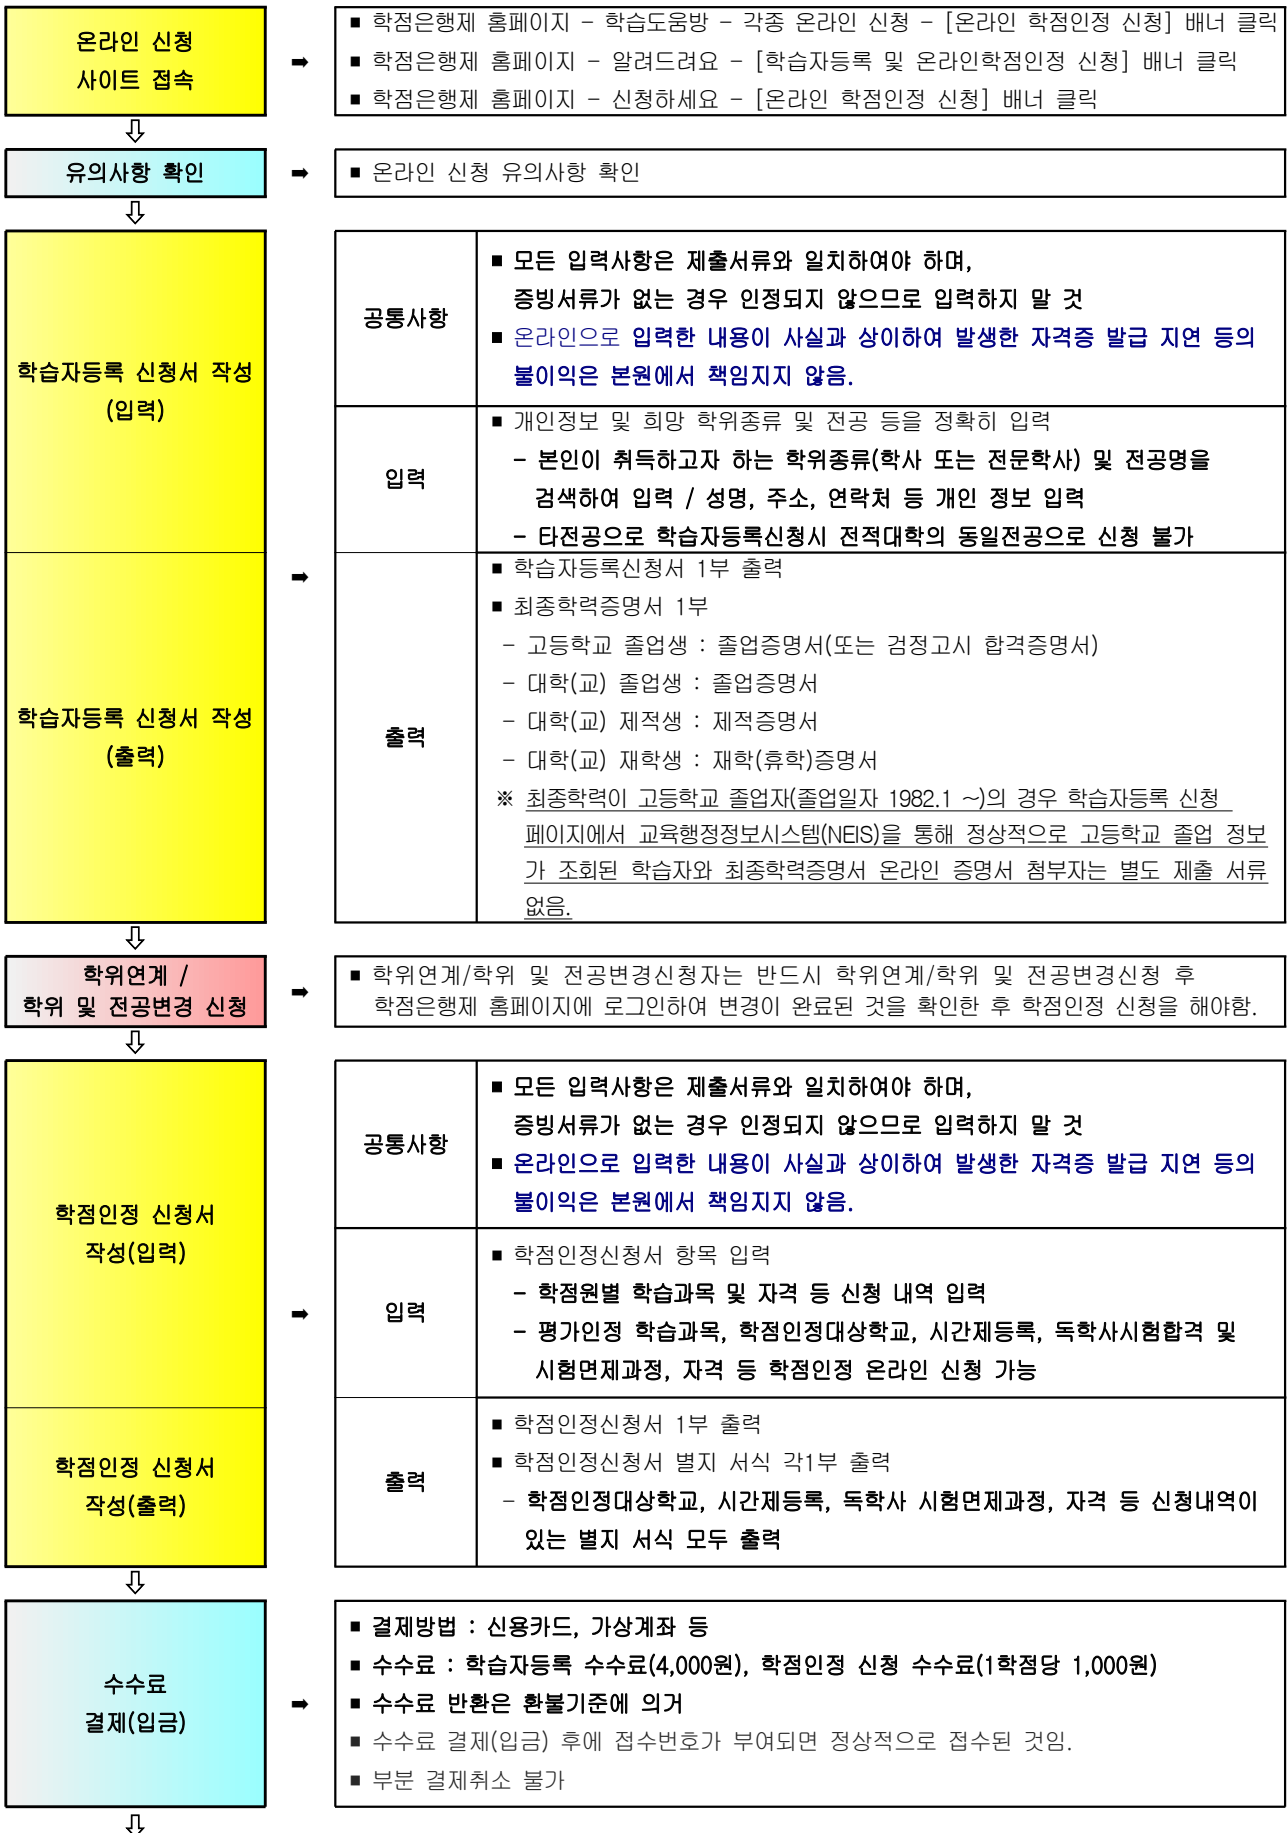 온라인 신청
사이트 접속
➡
▪ 학점은행제 홈페이지 - 학습도움방 - 각종 온라인 신청 - [온라인 학점인정 신청] 배너 클릭
▪ 학점은행제 홈페이지 - 알려드려요 - [학습자등록 및 온라인학점인정 신청] 배너 클릭
▪ 학점은행제 홈페이지 - 신청하세요 - [온라인 학점인정 신청] 배너 클릭
⇩
유의사항 확인
➡
▪ 온라인 신청 유의사항 확인
⇩
학습자등록 신청서 작성
(입력)
공통사항
▪ 모든 입력사항은 제출서류와 일치하여야 하며,
증빙서류가 없는 경우 인정되지 않으므로 입력하지 말 것
▪ 온라인으로 입력한 내용이 사실과 상이하여 발생한 자격증 발급 지연 등의
불이익은 본원에서 책임지지 않음.
입력
▪ 개인정보 및 희망 학위종류 및 전공 등을 정확히 입력
- 본인이 취득하고자 하는 학위종류(학사 또는 전문학사) 및 전공명을
검색하여 입력 / 성명, 주소, 연락처 등 개인 정보 입력
- 타전공으로 학습자등록신청시 전적대학의 동일전공으로 신청 불가
➡
학습자등록 신청서 작성
(출력)
출력
▪ 학습자등록신청서 1부 출력
▪ 최종학력증명서 1부
- 고등학교 졸업생 : 졸업증명서(또는 검정고시 합격증명서)
- 대학(교) 졸업생 : 졸업증명서
- 대학(교) 제적생 : 제적증명서
- 대학(교) 재학생 : 재학(휴학)증명서
※ 최종학력이 고등학교 졸업자(졸업일자 1982.1 ~)의 경우 학습자등록 신청
페이지에서 교육행정정보시스템(NEIS)을 통해 정상적으로 고등학교 졸업 정보
가 조회된 학습자와 최종학력증명서 온라인 증명서 첨부자는 별도 제출 서류
없음.
⇩
학위연계 /
학위 및 전공변경 신청
➡
▪ 학위연계/학위 및 전공변경신청자는 반드시 학위연계/학위 및 전공변경신청 후
학점은행제 홈페이지에 로그인하여 변경이 완료된 것을 확인한 후 학점인정 신청을 해야함.
⇩
학점인정 신청서
작성(입력)
공통사항
▪ 모든 입력사항은 제출서류와 일치하여야 하며,
증빙서류가 없는 경우 인정되지 않으므로 입력하지 말 것
▪ 온라인으로 입력한 내용이 사실과 상이하여 발생한 자격증 발급 지연 등의
불이익은 본원에서 책임지지 않음.
입력
▪ 학점인정신청서 항목 입력
- 학점원별 학습과목 및 자격 등 신청 내역 입력
- 평가인정 학습과목, 학점인정대상학교, 시간제등록, 독학사시험합격 및
시험면제과정, 자격 등 학점인정 온라인 신청 가능
➡
학점인정 신청서
작성(출력)
출력
▪ 학점인정신청서 1부 출력
▪ 학점인정신청서 별지 서식 각1부 출력
- 학점인정대상학교, 시간제등록, 독학사 시험면제과정, 자격 등 신청내역이
있는 별지 서식 모두 출력
⇩
수수료
결제(입금)
➡
▪ 결제방법 : 신용카드, 가상계좌 등
▪ 수수료 : 학습자등록 수수료(4,000원), 학점인정 신청 수수료(1학점당 1,000원)
▪ 수수료 반환은 환불기준에 의거
▪ 수수료 결제(입금) 후에 접수번호가 부여되면 정상적으로 접수된 것임.
▪ 부분 결제취소 불가
⇩